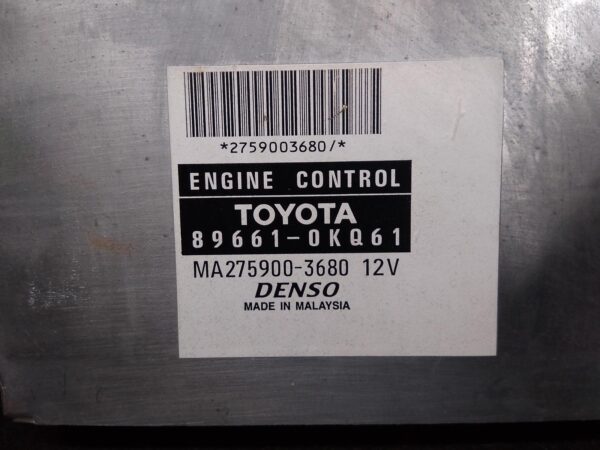 *2759003680/*
ENGINE CONTROL
TOYOTA
89661-0KQ61
MA275900-3680 12V
DENSO
MADE IN MALAYSIA